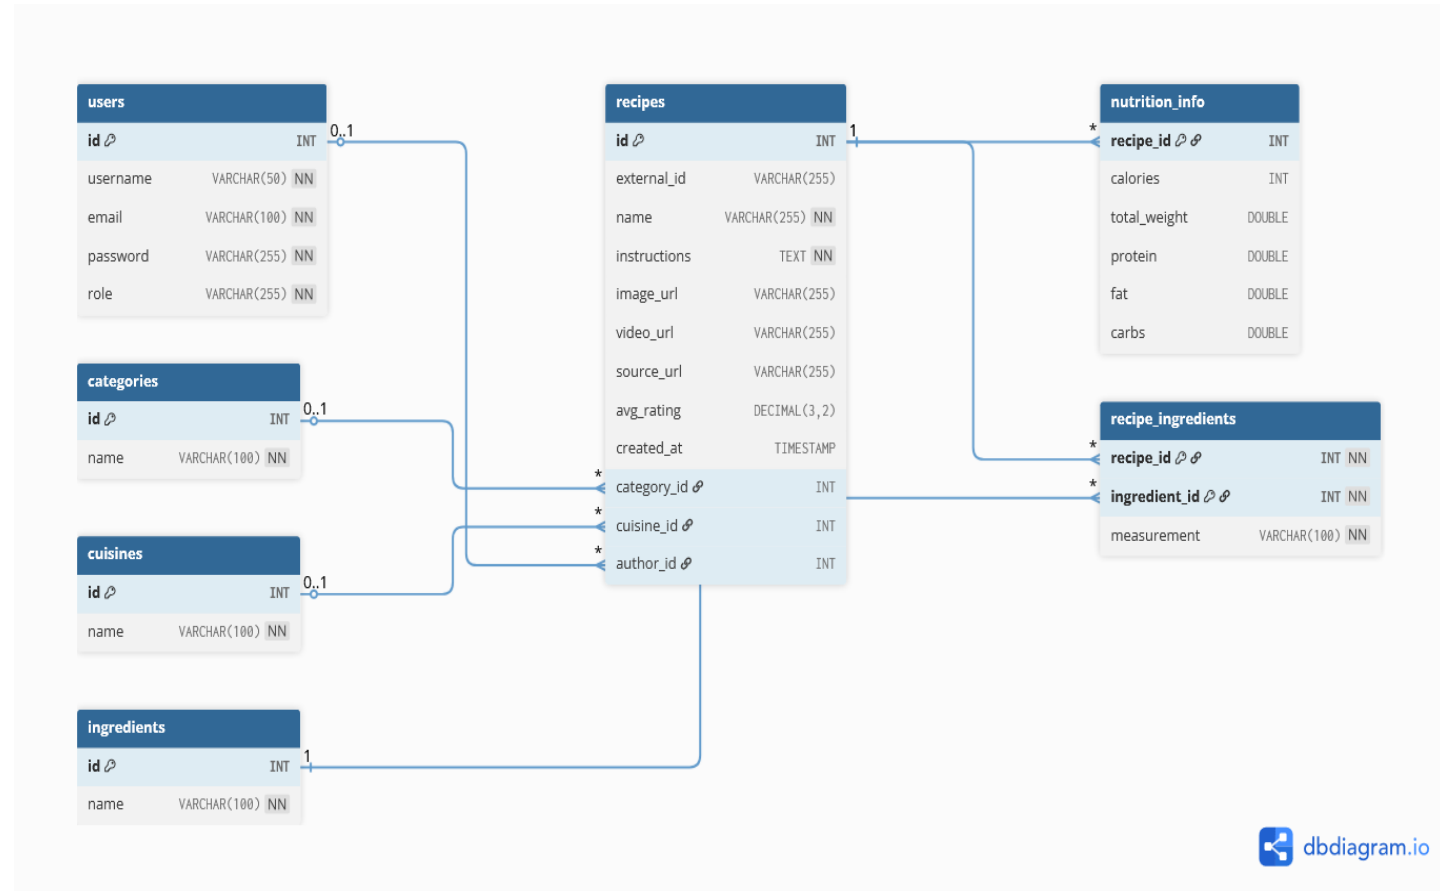 users
id INT
username VARCHAR(50) NN
email VARCHAR(100) NN
password VARCHAR(255) NN
role VARCHAR(255) NN
0..1
categories
id INT
name VARCHAR(100) NN
0..1
cuisines
id INT
name VARCHAR(100) NN
0..1
ingredients
id INT
name VARCHAR(100) NN
1
recipes
id INT
external_id VARCHAR(255)
name VARCHAR(255) NN
instructions TEXT NN
image_url VARCHAR(255)
video_url VARCHAR(255)
source_url VARCHAR(255)
avg_rating DECIMAL(3,2)
created_at TIMESTAMP
* category_id INT
* cuisine_id INT
* author_id INT
1
nutrition_info
* recipe_id INT
calories INT
total_weight DOUBLE
protein DOUBLE
fat DOUBLE
carbs DOUBLE
recipe_ingredients
* recipe_id INT NN
* ingredient_id INT NN
measurement VARCHAR(100) NN
dbdiagram.io